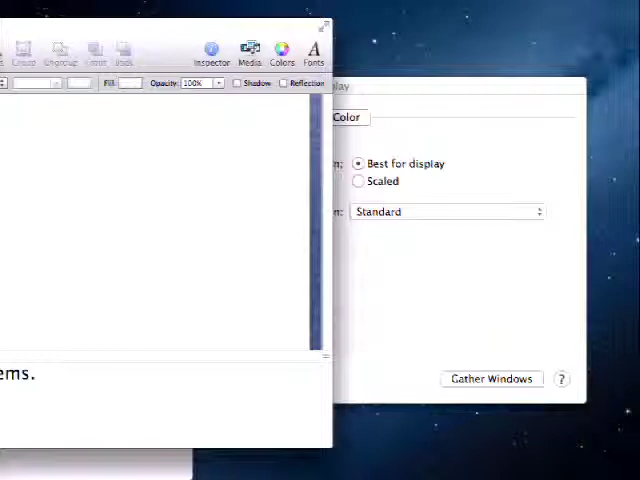 Inspector Media Colors Fonts
Fill: Opacity: 100% Shadow Reflection
Color
Best for display
Scaled
Standard
Gather Windows ?
ems.